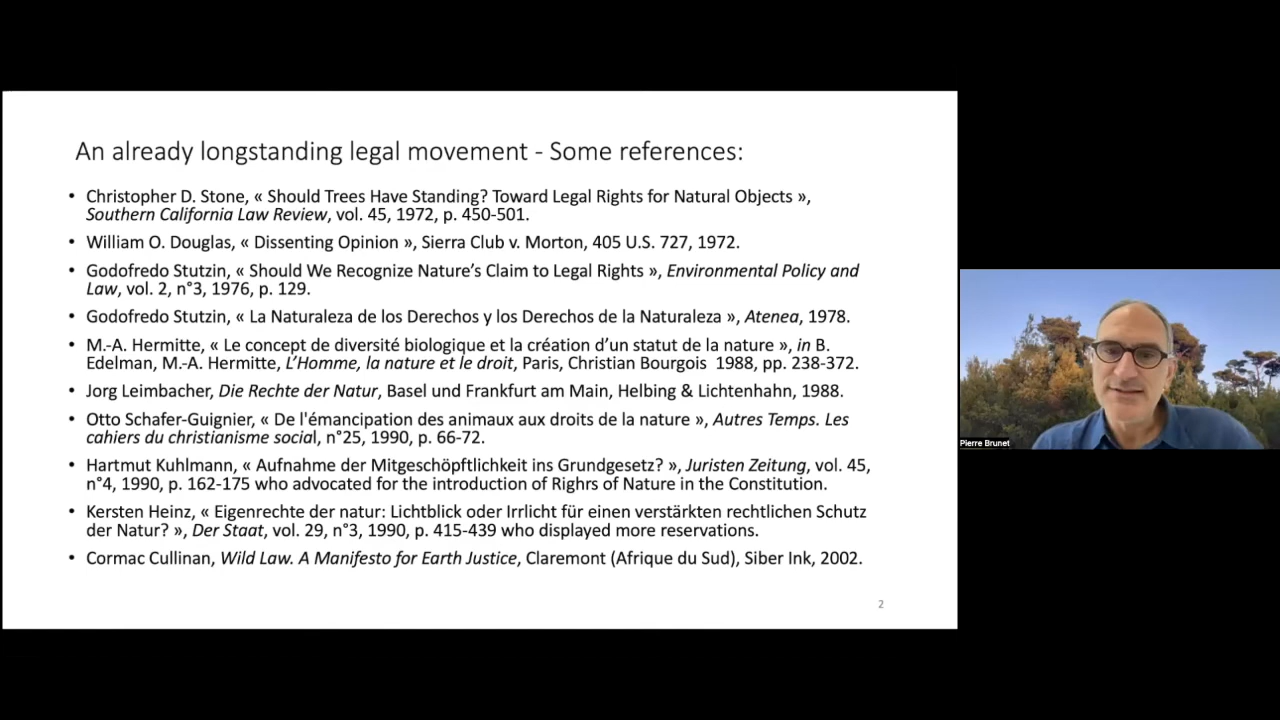 An already longstanding legal movement - Some references:
• Christopher D. Stone, « Should Trees Have Standing? Toward Legal Rights for Natural Objects »,
Southern California Law Review, vol. 45, 1972, p. 450-501.
• William O. Douglas, « Dissenting Opinion », Sierra Club v. Morton, 405 U.S. 727, 1972.
• Godofredo Stutzin, « Should We Recognize Nature’s Claim to Legal Rights », Environmental Policy and
Law, vol. 2, n°3, 1976, p. 129.
• Godofredo Stutzin, « La Naturaleza de los Derechos y los Derechos de la Naturaleza », Atenea, 1978.
• M.-A. Hermitte, « Le concept de diversité biologique et la création d’un statut de la nature », in B.
Edelman, M.-A. Hermitte, L’Homme, la nature et le droit, Paris, Christian Bourgois 1988, pp. 238-372.
• Jorg Leimbacher, Die Rechte der Natur, Basel und Frankfurt am Main, Helbing & Lichtenhahn, 1988.
• Otto Schafer-Guignier, « De l'émancipation des animaux aux droits de la nature », Autres Temps. Les
cahiers du christianisme social, n°25, 1990, p. 66-72.
• Hartmut Kuhlmann, « Aufnahme der Mitgeschöpftlichkeit ins Grundgesetz? », Juristen Zeitung, vol. 45,
n°4, 1990, p. 162-175 who advocated for the introduction of Righrs of Nature in the Constitution.
• Kersten Heinz, « Eigenrechte der natur: Lichtblick oder Irrlicht für einen verstärkten rechtlichen Schutz
der Natur? », Der Staat, vol. 29, n°3, 1990, p. 415-439 who displayed more reservations.
• Cormac Cullinan, Wild Law. A Manifesto for Earth Justice, Claremont (Afrique du Sud), Siber Ink, 2002.
2
Pierre Brunet